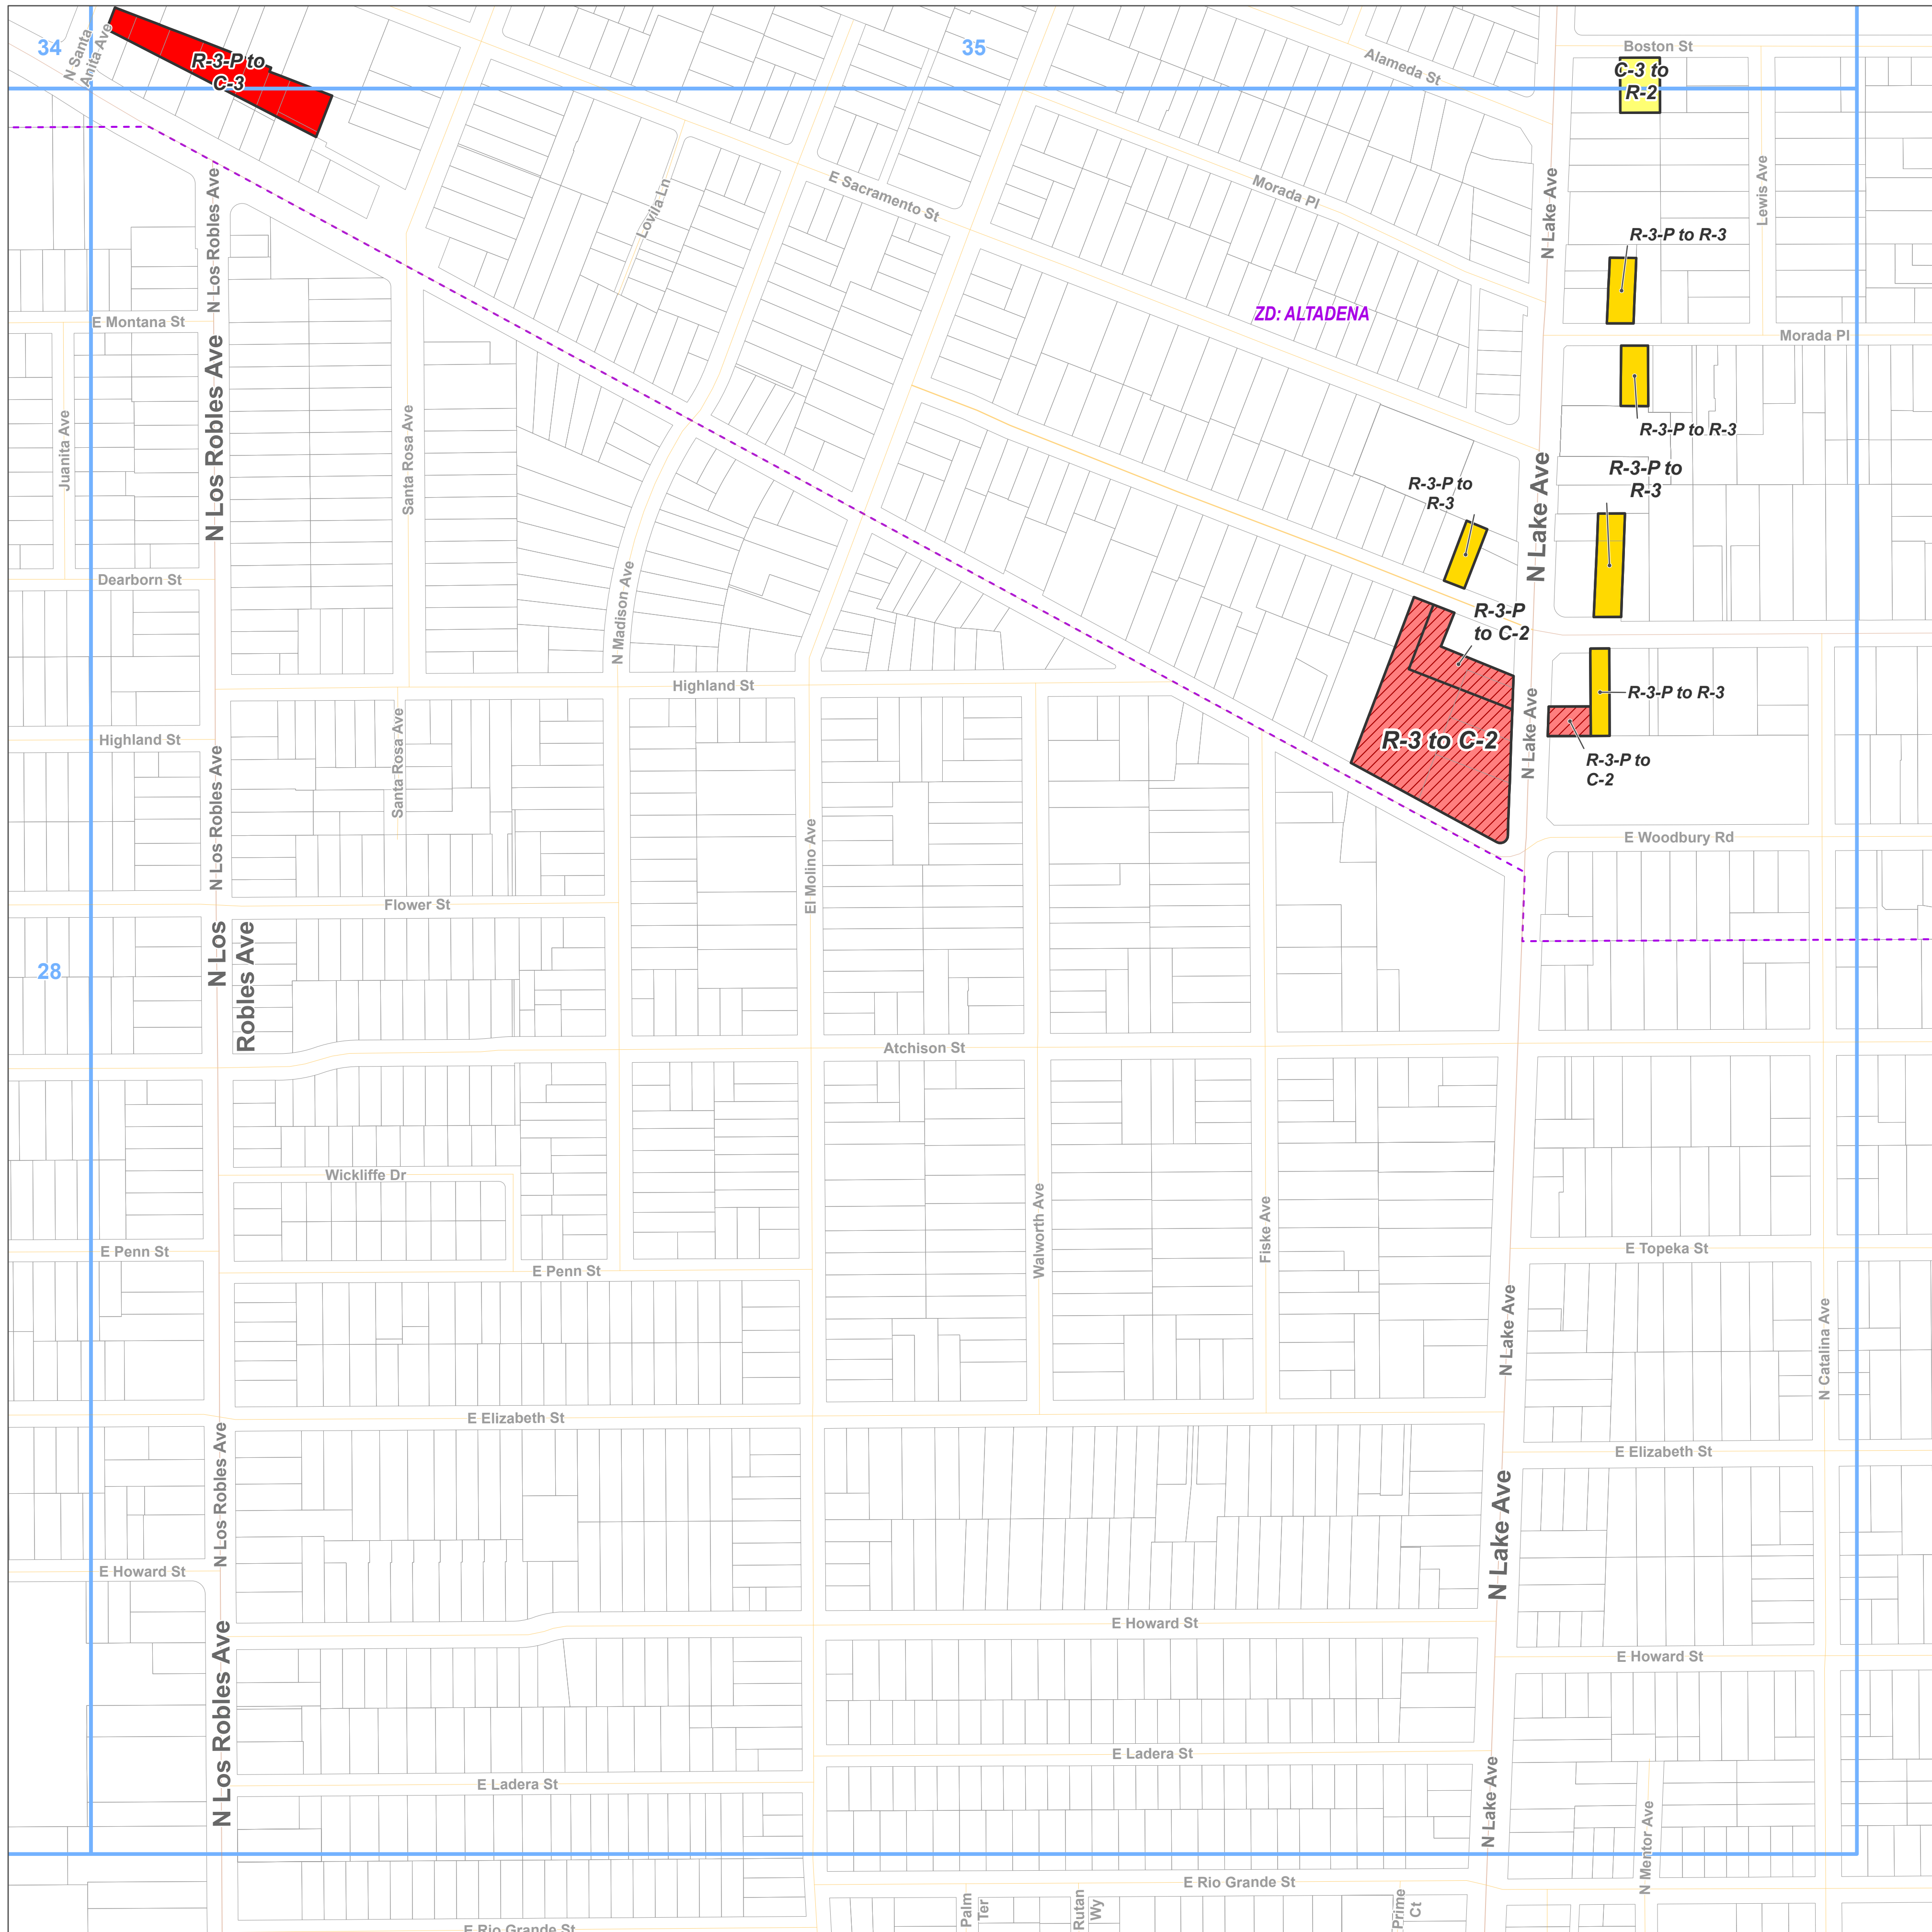 34
N Santa
Anita Ave
R-3-P to
C-3
35
Alameda St
Boston St
C-3 to
R-2
N Los Robles Ave
Lovila Ln
E Sacramento St
Morada Pl
N Lake Ave
Lewis Ave
R-3-P to R-3
ZD: ALTADENA
E Montana St
Morada Pl
N Los Robles Ave
Juanita Ave
Santa Rosa Ave
R-3-P to R-3
R-3-P to
R-3
R-3-P to
R-3
N Lake Ave
Dearborn St
N Madison Ave
R-3-P
to C-2
Highland St
R-3-P to R-3
Highland St
Santa Rosa Ave
N Los Robles Ave
R-3 to C-2
N Lake Ave
R-3-P to
C-2
El Molino Ave
E Woodbury Rd
Flower St
28
N Los
Robles Ave
Atchison St
Wickliffe Dr
Walworth Ave
Fiske Ave
E Penn St
E Penn St
E Topeka St
N Lake Ave
N Catalina Ave
E Elizabeth St
E Elizabeth St
N Los Robles Ave
N Lake Ave
E Howard St
E Howard St
E Howard St
N Los Robles Ave
E Ladera St
E Ladera St
N Lake Ave
N Mentor Ave
E Rio Grande St
Palm
Ter
Rutan
Wy
Prime
Ct
E Rio Grande St